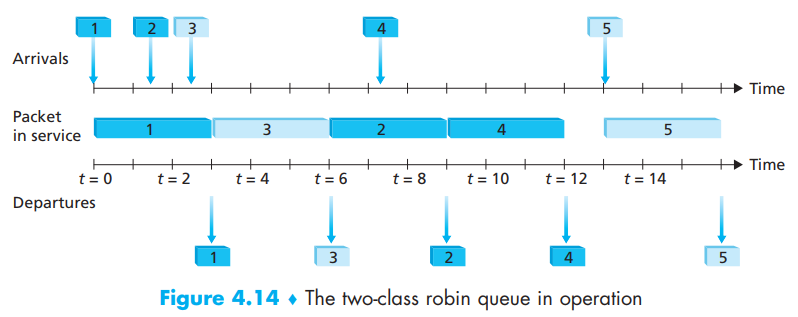 1 2 3 4 5
Arrivals
Time
Packet
in service
1 3 2 4 5
Time
t = 0 t = 2 t = 4 t = 6 t = 8 t = 10 t = 12 t = 14
Departures
1 3 2 4 5
Figure 4.14 ♦ The two-class robin queue in operation